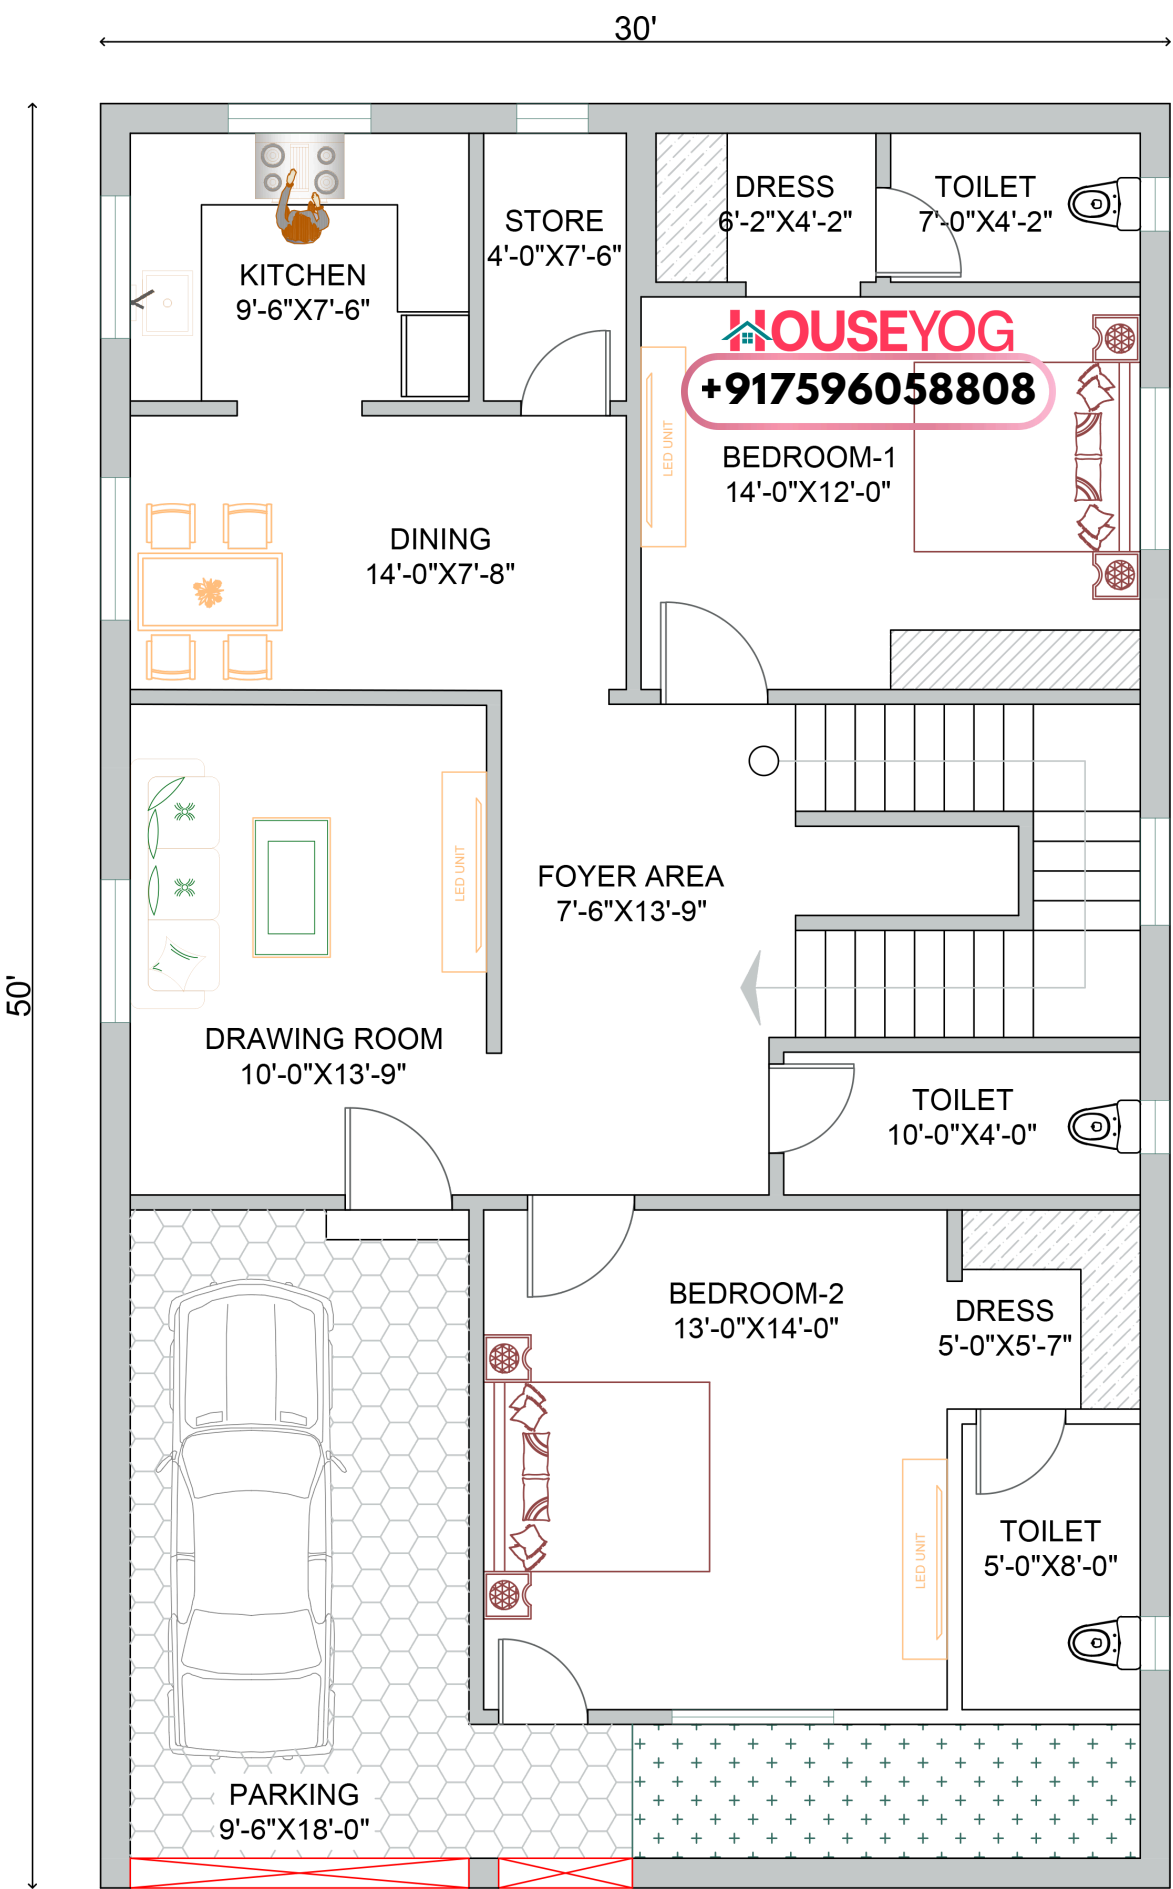 30'
50'
DRESS
6'-2"X4'-2"
TOILET
7'-0"X4'-2"
STORE
4'-0"X7'-6"
KITCHEN
9'-6"X7'-6"
HOUSEYOG
+917596058808
LED UNIT
BEDROOM-1
14'-0"X12'-0"
DINING
14'-0"X7'-8"
LED UNIT
FOYER AREA
7'-6"X13'-9"
DRAWING ROOM
10'-0"X13'-9"
TOILET
10'-0"X4'-0"
BEDROOM-2
13'-0"X14'-0"
DRESS
5'-0"X5'-7"
LED UNIT
TOILET
5'-0"X8'-0"
PARKING
9'-6"X18'-0"